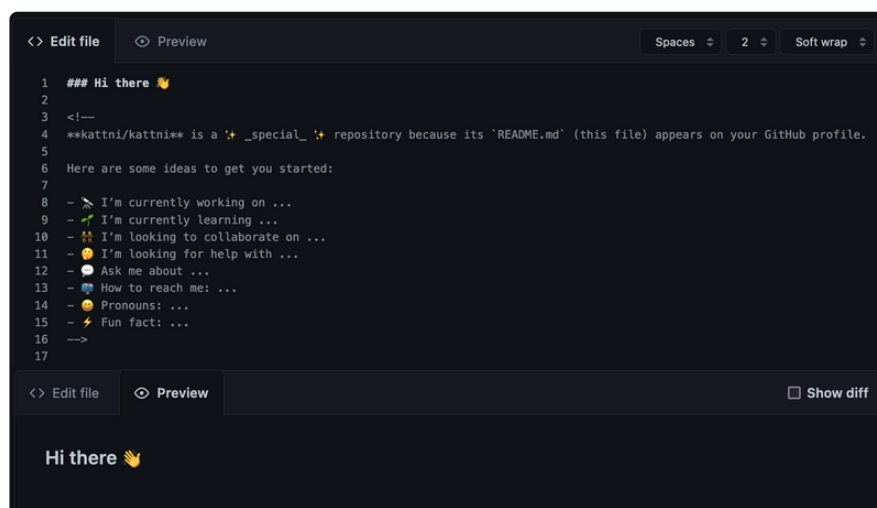 <> Edit file Preview Spaces 2 Soft wrap
1 ### Hi there 👋
2
3 <!--
4 **kattni/kattni** is a ✨ _special_ ✨ repository because its `README.md` (this file) appears on your GitHub profile.
5
6 Here are some ideas to get you started:
7
8 - 🔭 I’m currently working on ...
9 - 🌱 I’m currently learning ...
10 - 👯 I’m looking to collaborate on ...
11 - 🤔 I’m looking for help with ...
12 - 💬 Ask me about ...
13 - 📫 How to reach me: ...
14 - 😄 Pronouns: ...
15 - ⚡ Fun fact: ...
16 -->
17
<> Edit file Preview Show diff
Hi there 👋